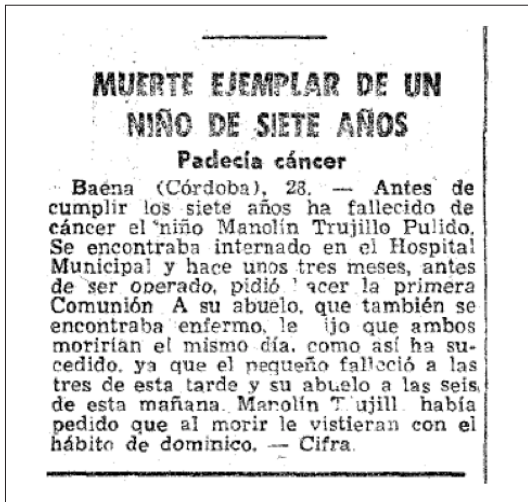 MUERTE EJEMPLAR DE UN
NIÑO DE SIETE AÑOS
Padecía cáncer
Baena (Córdoba), 28. — Antes de
cumplir los siete años ha fallecido de
cáncer el niño Manolín Trujillo Pulido.
Se encontraba internado en el Hospital
Municipal y hace unos tres meses, antes
de ser operado, pidió acer la primera
Comunión A su abuelo, que también se
encontraba enfermo, le ijo que ambos
morirían el mismo día, como así ha su-
cedido, ya que el pequeño falleció a las
tres de esta tarde y su abuelo a las seis
de esta mañana. Manolín T ujill había
pedido que al morir le vistieran con el
hábito de dominico. — Cifra.